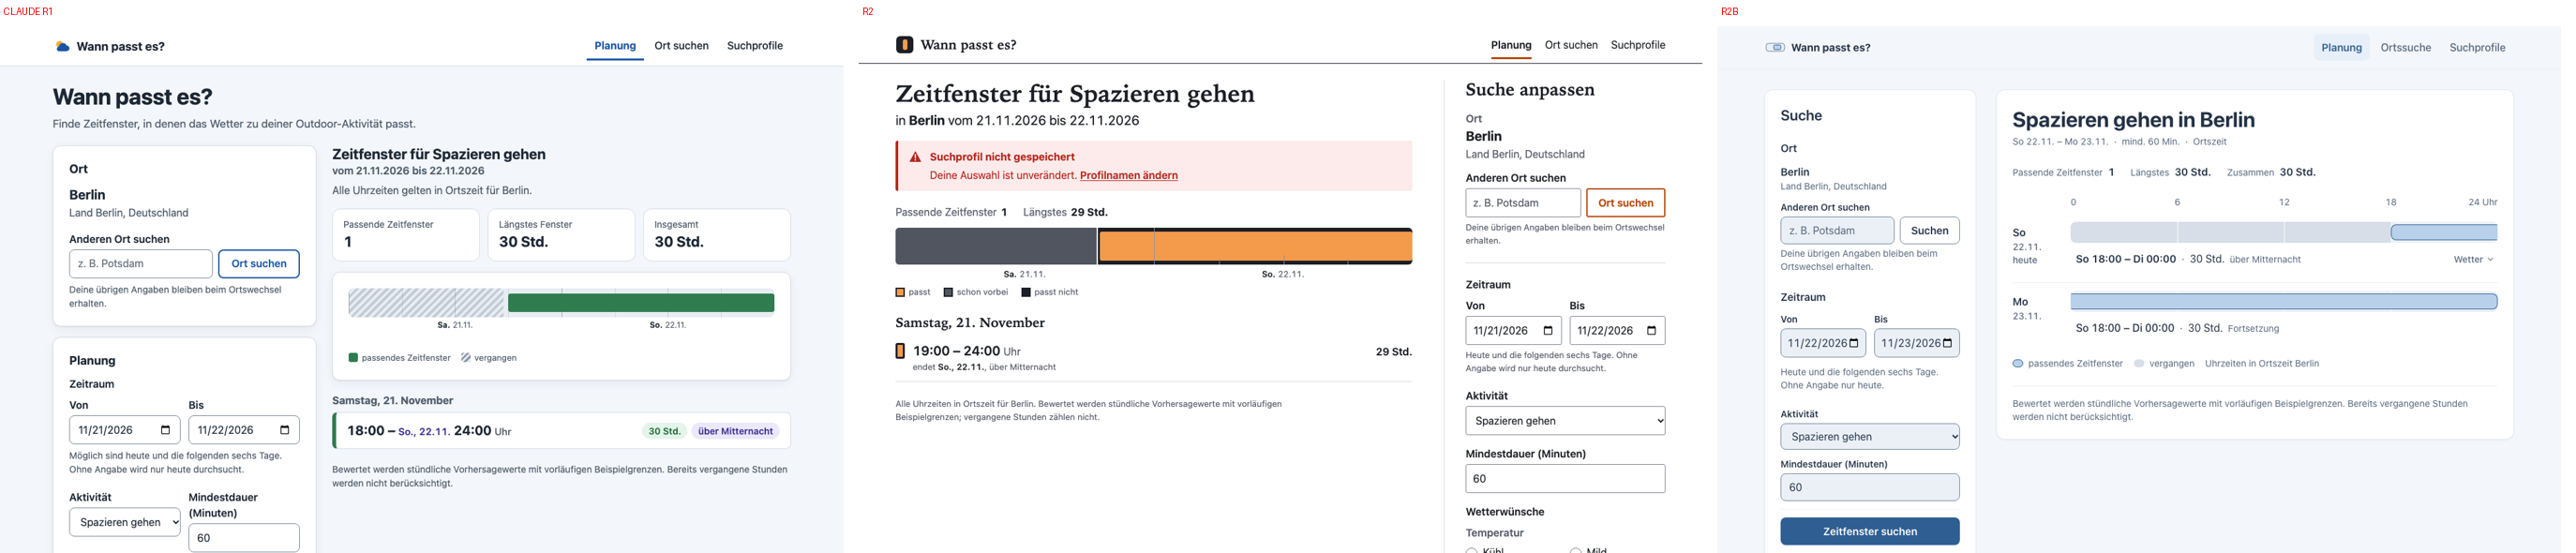 CLAUDE R1
Wann passt es?
Planung Ort suchen Suchprofile
Wann passt es?
Finde Zeitfenster, in denen das Wetter zu deiner Outdoor-Aktivität passt.
Ort
Berlin
Land Berlin, Deutschland
Anderen Ort suchen
z. B. Potsdam Ort suchen
Deine übrigen Angaben bleiben beim Ortswechsel
erhalten.
Planung
Zeitraum
Von Bis
11/21/2026 11/22/2026
Möglich sind heute und die folgenden sechs Tage.
Ohne Angabe wird nur heute durchsucht.
Aktivität Mindestdauer
(Minuten)
Spazieren gehen 60
Zeitfenster für Spazieren gehen
vom 21.11.2026 bis 22.11.2026
Alle Uhrzeiten gelten in Ortszeit für Berlin.
Passende Zeitfenster Längstes Fenster Insgesamt
1 30 Std. 30 Std.
Sa. 21.11. So. 22.11.
passendes Zeitfenster vergangen
Samstag, 21. November
18:00 – So., 22.11. 24:00 Uhr 30 Std. über Mitternacht
Bewertet werden stündliche Vorhersagewerte mit vorläufigen Beispielgrenzen. Bereits vergangene Stunden
werden nicht berücksichtigt.
R2
Wann passt es?
Planung Ort suchen Suchprofile
Zeitfenster für Spazieren gehen
in Berlin vom 21.11.2026 bis 22.11.2026
Suchprofil nicht gespeichert
Deine Auswahl ist unverändert. Profilnamen ändern
Passende Zeitfenster 1 Längstes 29 Std.
Sa. 21.11. So. 22.11.
passt schon vorbei passt nicht
Samstag, 21. November
19:00 – 24:00 Uhr 29 Std.
endet So., 22.11., über Mitternacht
Alle Uhrzeiten in Ortszeit für Berlin. Bewertet werden stündliche Vorhersagewerte mit vorläufigen
Beispielgrenzen; vergangene Stunden zählen nicht.
Suche anpassen
Ort
Berlin
Land Berlin, Deutschland
Anderen Ort suchen
z. B. Potsdam Ort suchen
Deine übrigen Angaben bleiben beim Ortswechsel
erhalten.
Zeitraum
Von Bis
11/21/2026 11/22/2026
Heute und die folgenden sechs Tage. Ohne
Angabe wird nur heute durchsucht.
Aktivität
Spazieren gehen
Mindestdauer (Minuten)
60
Wetterwünsche
Temperatur
Kühl Mild
R2B
Wann passt es?
Planung Ortssuche Suchprofile
Suche
Ort
Berlin
Land Berlin, Deutschland
Anderen Ort suchen
z. B. Potsdam Suchen
Deine übrigen Angaben bleiben beim
Ortswechsel erhalten.
Zeitraum
Von Bis
11/22/2026 11/23/2026
Heute und die folgenden sechs Tage.
Ohne Angabe nur heute.
Aktivität
Spazieren gehen
Mindestdauer (Minuten)
60
Zeitfenster suchen
Spazieren gehen in Berlin
So 22.11. – Mo 23.11. · mind. 60 Min. · Ortszeit
Passende Zeitfenster 1 Längstes 30 Std. Zusammen 30 Std.
0 6 12 18 24 Uhr
So
22.11.
heute
So 18:00 – Di 00:00 · 30 Std. über Mitternacht Wetter
Mo
23.11.
So 18:00 – Di 00:00 · 30 Std. Fortsetzung
passendes Zeitfenster vergangen Uhrzeiten in Ortszeit Berlin
Bewertet werden stündliche Vorhersagewerte mit vorläufigen Beispielgrenzen. Bereits vergangene Stunden
werden nicht berücksichtigt.